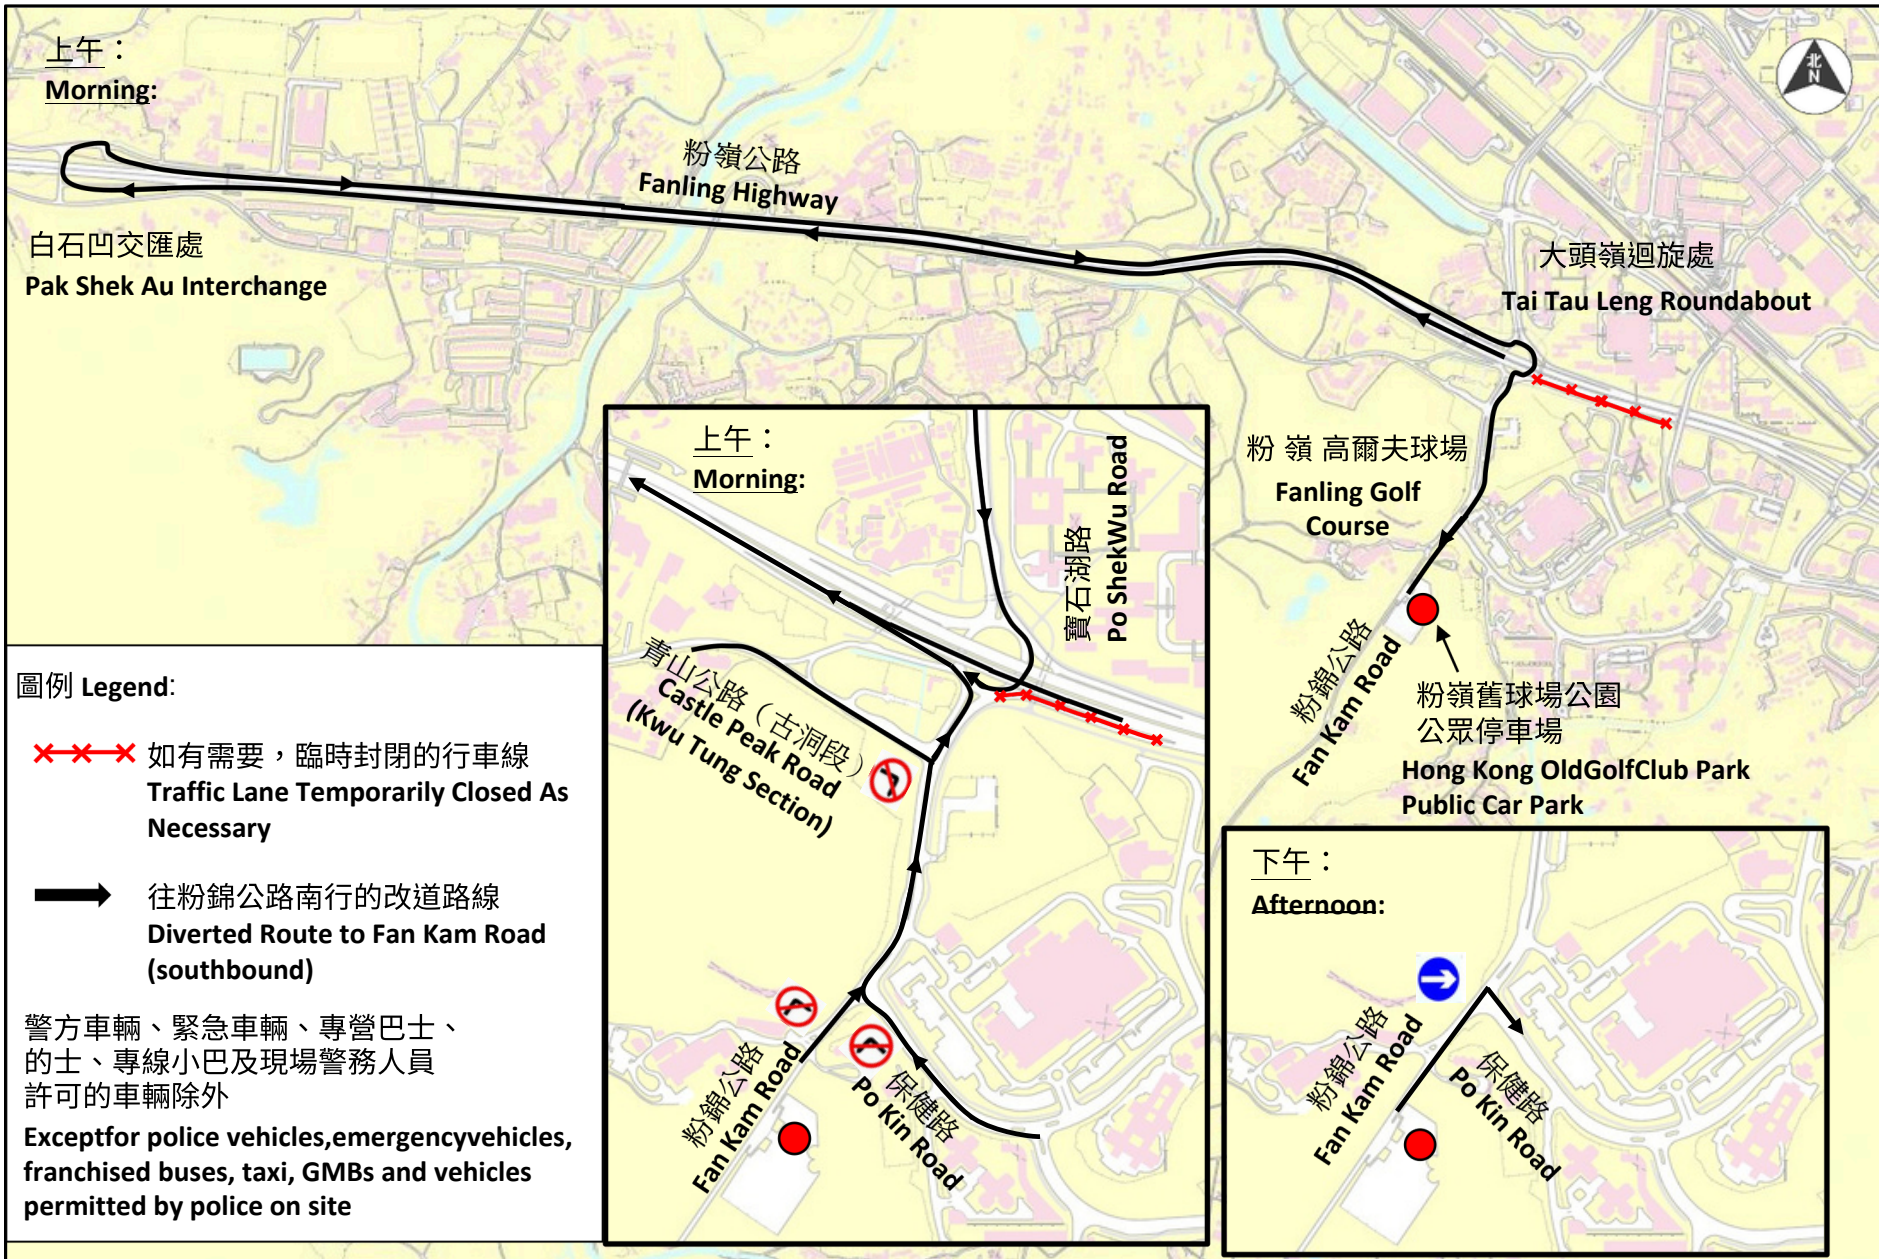 上午：
Morning:
北
N
粉嶺公路
Fanling Highway
白石凹交匯處
Pak Shek Au Interchange
大頭嶺迴旋處
Tai Tau Leng Roundabout
粉 嶺 高爾夫球場
Fanling Golf
Course
粉錦公路
Fan Kam Road
粉嶺舊球場公園
公眾停車場
Hong Kong OldGolfClub Park
Public Car Park
上午：
Morning:
寶石湖路
Po ShekWu Road
青山公路（古洞段）
Castle Peak Road
(Kwu Tung Section)
粉錦公路
Fan Kam Road
保健路
Po Kin Road
下午：
Afternoon:
粉錦公路
Fan Kam Road
保健路
Po Kin Road
圖例 Legend:
如有需要，臨時封閉的行車線
Traffic Lane Temporarily Closed As
Necessary
往粉錦公路南行的改道路線
Diverted Route to Fan Kam Road
(southbound)
警方車輛、緊急車輛、專營巴士、
的士、專線小巴及現場警務人員
許可的車輛除外
Exceptfor police vehicles,emergencyvehicles,
franchised buses, taxi, GMBs and vehicles
permitted by police on site